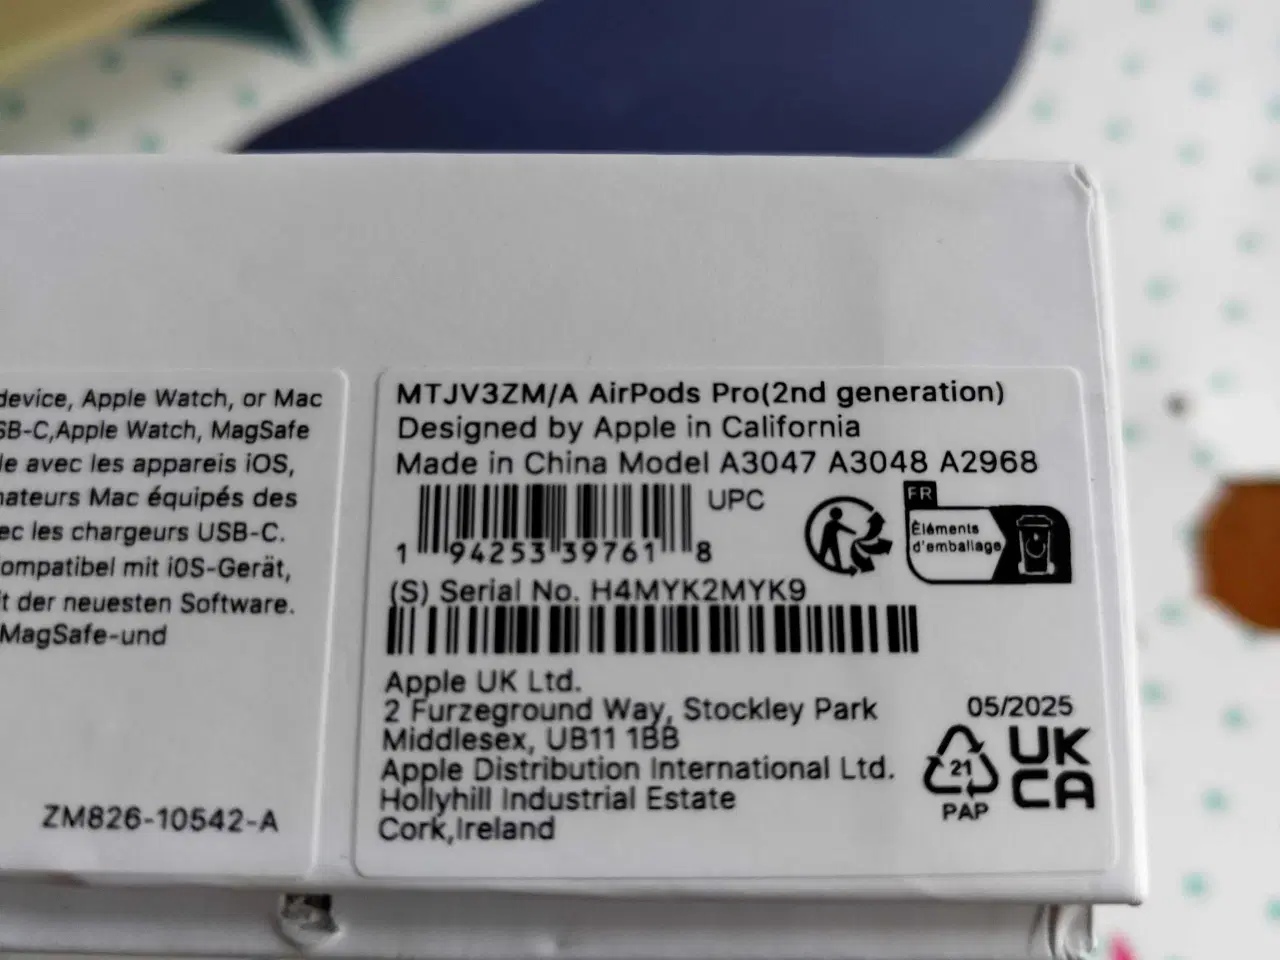 device, Apple Watch, or Mac
SB-C,Apple Watch, MagSafe
le avec les appareils iOS,
nateurs Mac équipés des
ec les chargeurs USB-C.
ompatibel mit iOS-Gerät,
it der neuesten Software.
MagSafe-und
ZM826-10542-A
MTJV3ZM/A AirPods Pro(2nd generation)
Designed by Apple in California
Made in China Model A3047 A3048 A2968
UPC
1 94253 39761 8
FR
Éléments
d'emballage
(S) Serial No. H4MYK2MYK9
Apple UK Ltd.
2 Furzeground Way, Stockley Park
Middlesex, UB11 1BB
Apple Distribution International Ltd.
Hollyhill Industrial Estate
Cork,Ireland
05/2025
21
PAP
UK
CA